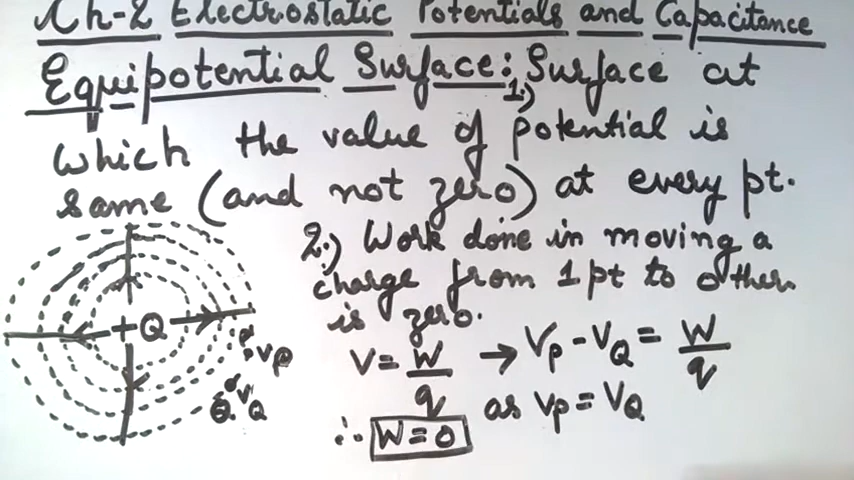 Ch-2 Electrostatic Potentials and Capacitance
Equipotential Surface: 1.) Surface at
which the value of potential is
same (and not zero) at every pt.
2.) Work done in moving a
charge from 1 pt to other
is zero.
+Q
Vp
VQ
V = W/q → Vp - VQ = W/q
as Vp = VQ
∴ W = 0